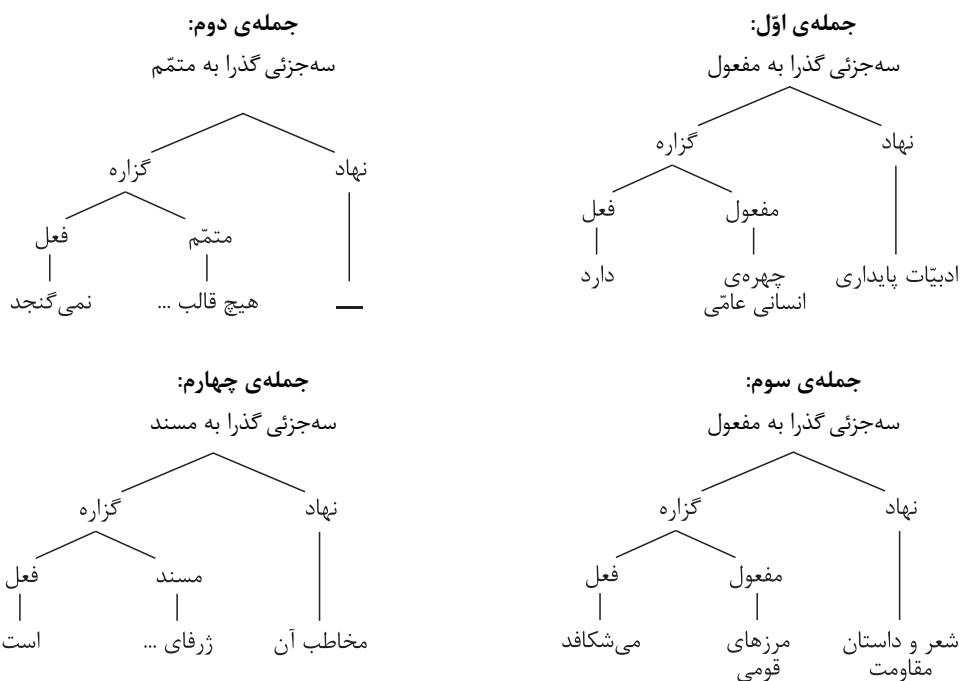 جمله‌ی اوّل:
سه‌جزئی گذرا به مفعول
نهاد
گزاره
مفعول
فعل
ادبیّات پایداری
چهره‌ی
انسانی عامّی
دارد
جمله‌ی دوم:
سه‌جزئی گذرا به متمّم
نهاد
گزاره
متمّم
فعل
—
هیچ قالب ...
نمی‌گنجد
جمله‌ی سوم:
سه‌جزئی گذرا به مفعول
نهاد
گزاره
مفعول
فعل
شعر و داستان
مقاومت
مرزهای
قومی
می‌شکافد
جمله‌ی چهارم:
سه‌جزئی گذرا به مسند
نهاد
گزاره
مسند
فعل
مخاطب آن
ژرفای ...
است